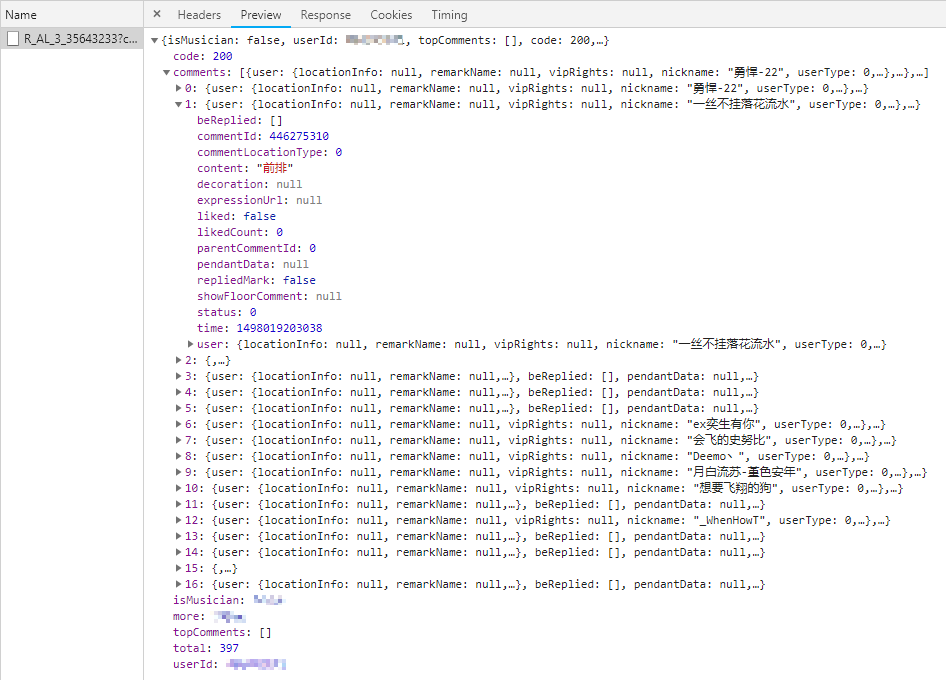 Name
Headers Preview Response Cookies Timing
R_AL_3_35643233?c...
{isMusician: false, userId: , topComments: [], code: 200,…}
code: 200
comments: [{user: {locationInfo: null, remarkName: null, vipRights: null, nickname: "勇悍-22", userType: 0,…},…},…]
0: {user: {locationInfo: null, remarkName: null, vipRights: null, nickname: "勇悍-22", userType: 0,…},…}
1: {user: {locationInfo: null, remarkName: null, vipRights: null, nickname: "一丝不挂落花流水", userType: 0,…},…}
beReplied: []
commentId: 446275310
commentLocationType: 0
content: "前排"
decoration: null
expressionUrl: null
liked: false
likedCount: 0
parentCommentId: 0
pendantData: null
repliedMark: false
showFloorComment: null
status: 0
time: 1498019203038
user: {locationInfo: null, remarkName: null, vipRights: null, nickname: "一丝不挂落花流水", userType: 0,…}
2: {,…}
3: {user: {locationInfo: null, remarkName: null,…}, beReplied: [], pendantData: null,…}
4: {user: {locationInfo: null, remarkName: null,…}, beReplied: [], pendantData: null,…}
5: {user: {locationInfo: null, remarkName: null,…}, beReplied: [], pendantData: null,…}
6: {user: {locationInfo: null, remarkName: null, vipRights: null, nickname: "ex奕生有你", userType: 0,…},…}
7: {user: {locationInfo: null, remarkName: null, vipRights: null, nickname: "会飞的史努比", userType: 0,…},…}
8: {user: {locationInfo: null, remarkName: null, vipRights: null, nickname: "Deemo丶", userType: 0,…},…}
9: {user: {locationInfo: null, remarkName: null, vipRights: null, nickname: "月白流苏-堇色安年", userType: 0,…},…}
10: {user: {locationInfo: null, remarkName: null, vipRights: null, nickname: "想要飞翔的狗", userType: 0,…},…}
11: {user: {locationInfo: null, remarkName: null,…}, beReplied: [], pendantData: null,…}
12: {user: {locationInfo: null, remarkName: null, vipRights: null, nickname: "_WhenHowT", userType: 0,…},…}
13: {user: {locationInfo: null, remarkName: null,…}, beReplied: [], pendantData: null,…}
14: {user: {locationInfo: null, remarkName: null,…}, beReplied: [], pendantData: null,…}
15: {,…}
16: {user: {locationInfo: null, remarkName: null,…}, beReplied: [], pendantData: null,…}
isMusician:
more:
topComments: []
total: 397
userId: